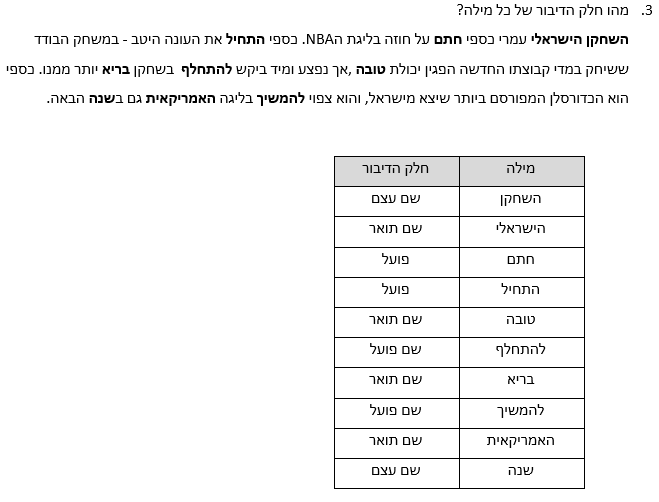 3. מהו חלק הדיבור של כל מילה?
השחקן הישראלי עמרי כספי חתם על חוזה בליגת הNBA. כספי התחיל את העונה היטב - במשחק הבודד
ששיחק במדי קבוצתו החדשה הפגין יכולת טובה ,אך נפצע ומיד ביקש להתחלף בשחקן בריא יותר ממנו. כספי
הוא הכדורסלן המפורסם ביותר שיצא מישראל, והוא צפוי להמשיך בליגה האמריקאית גם בשנה הבאה.
מילה חלק הדיבור
השחקן שם עצם
הישראלי שם תואר
חתם פועל
התחיל פועל
טובה שם תואר
להתחלף שם פועל
בריא שם תואר
להמשיך שם פועל
האמריקאית שם תואר
שנה שם עצם